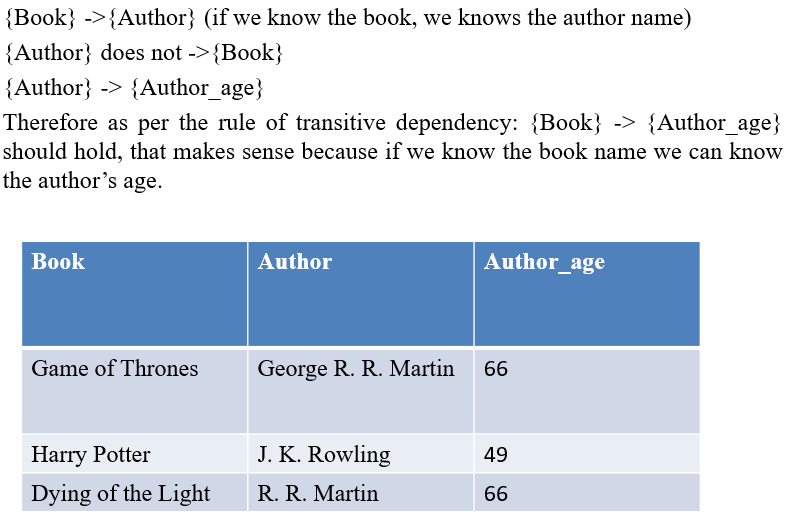 {Book} ->{Author} (if we know the book, we knows the author name)
{Author} does not ->{Book}
{Author} -> {Author_age}
Therefore as per the rule of transitive dependency: {Book} -> {Author_age}
should hold, that makes sense because if we know the book name we can know
the author’s age.
Book Author Author_age
Game of Thrones George R. R. Martin 66
Harry Potter J. K. Rowling 49
Dying of the Light R. R. Martin 66